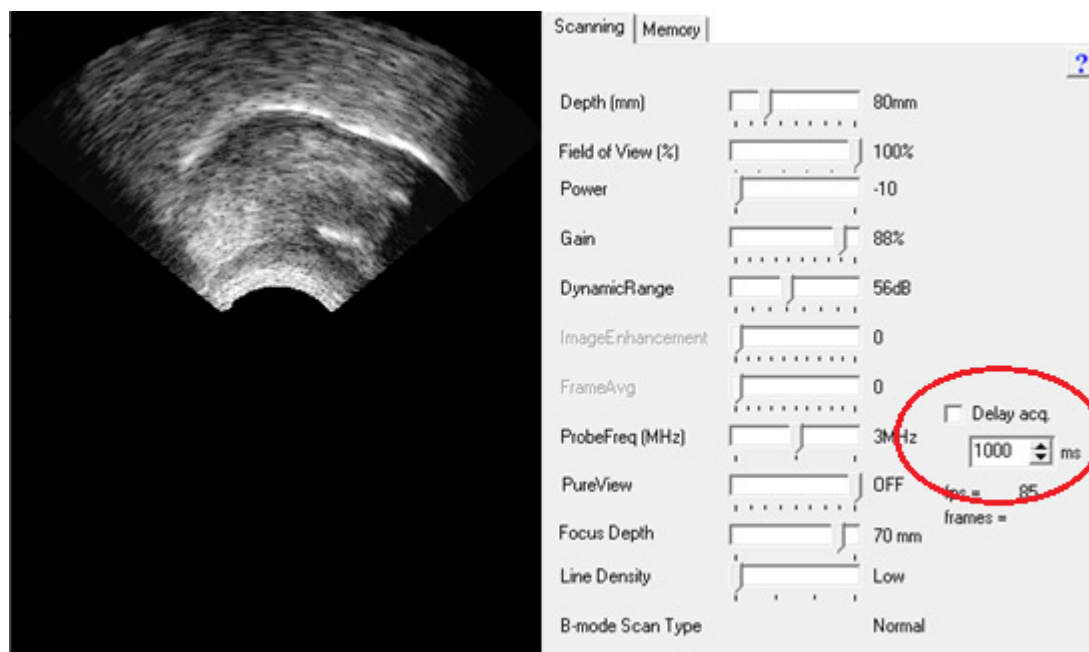 Scanning Memory
?
Depth (mm) 80mm
Field of View (%) 100%
Power -10
Gain 88%
DynamicRange 56dB
ImageEnhancement 0
FrameAvg 0
Delay acq.
ProbeFreq (MHz) 3MHz
1000 ms
PureView OFF
fps = 85
frames =
Focus Depth 70 mm
Line Density Low
B-mode Scan Type Normal